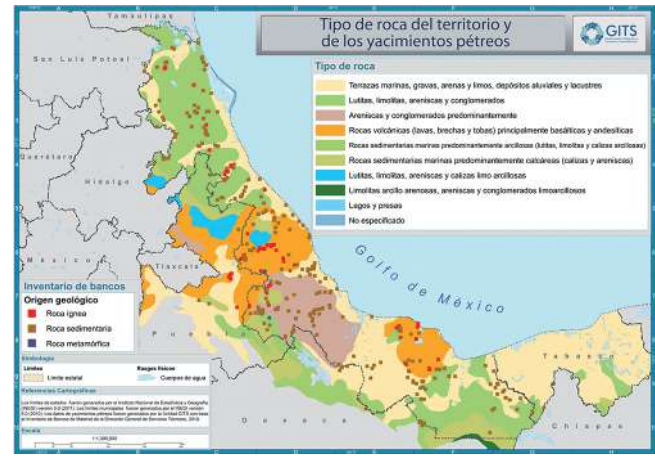 Tipo de roca del territorio y
de los yacimientos pétreos
GITS
Tipo de roca
Terrazas marinas, gravas, arenas y limos, depósitos aluviales y lacustres
Lutitas, limolitas, areniscas y conglomerados
Areniscas y conglomerados predominantemente
Rocas volcánicas (lavas, brechas y tobas) principalmente basálticas y andesíticas
Rocas sedimentarias marinas predominantemente arcillosas (lutitas, limolitas y calizas arcillosas)
Rocas sedimentarias marinas predominantemente calcáreas (calizas y areniscas)
Lutitas, limolitas, areniscas y calizas limo arcillosas
Limolitas arcillo arenosas, areniscas y conglomerados limoarcillosos
Lagos y presas
No especificado
Tamaulipas
San Luis Potosí
Querétaro
Hidalgo
México
Tlaxcala
Puebla
Golfo de México
Tabasco
Oaxaca
Chiapas
Inventario de bancos
Origen geológico
Roca ígnea
Roca sedimentaria
Roca metamórfica
Simbología
Límites
Rasgos físicos
Límite estatal
Cuerpos de agua
Referencias Cartográficas
Escala